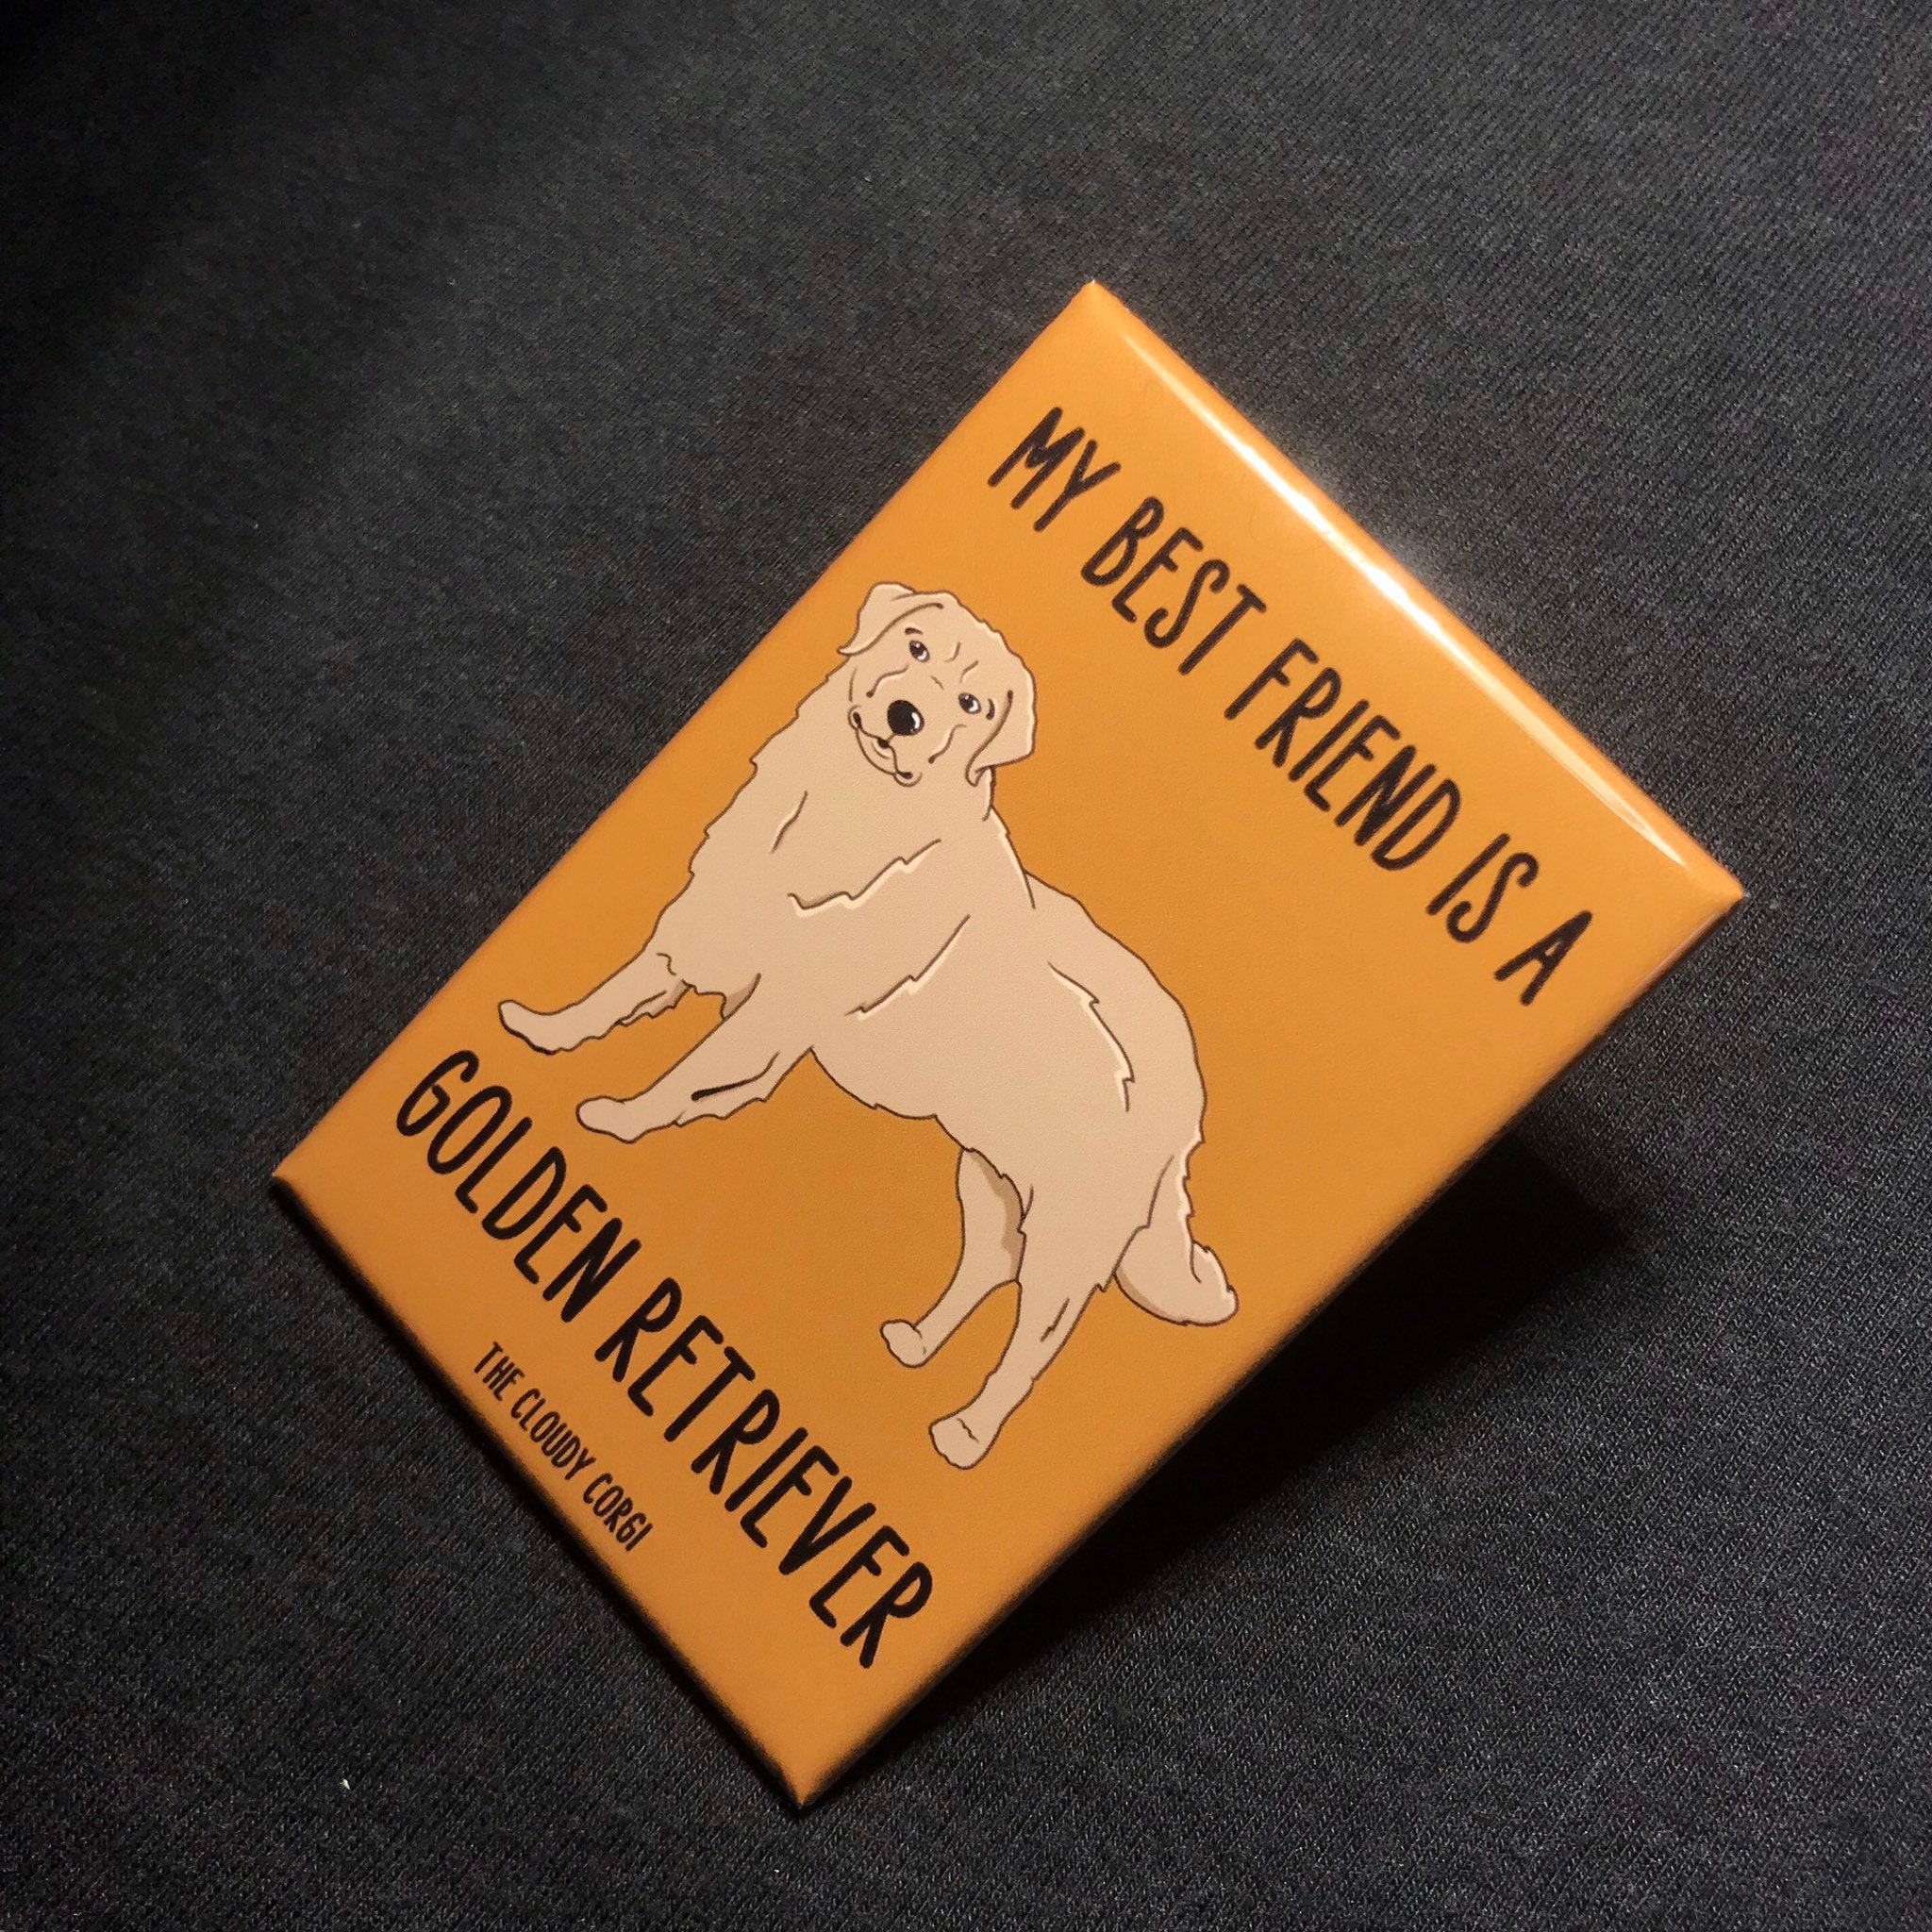 MY BEST FRIEND IS A
GOLDEN RETRIEVER
THE CLOUDY CORGI